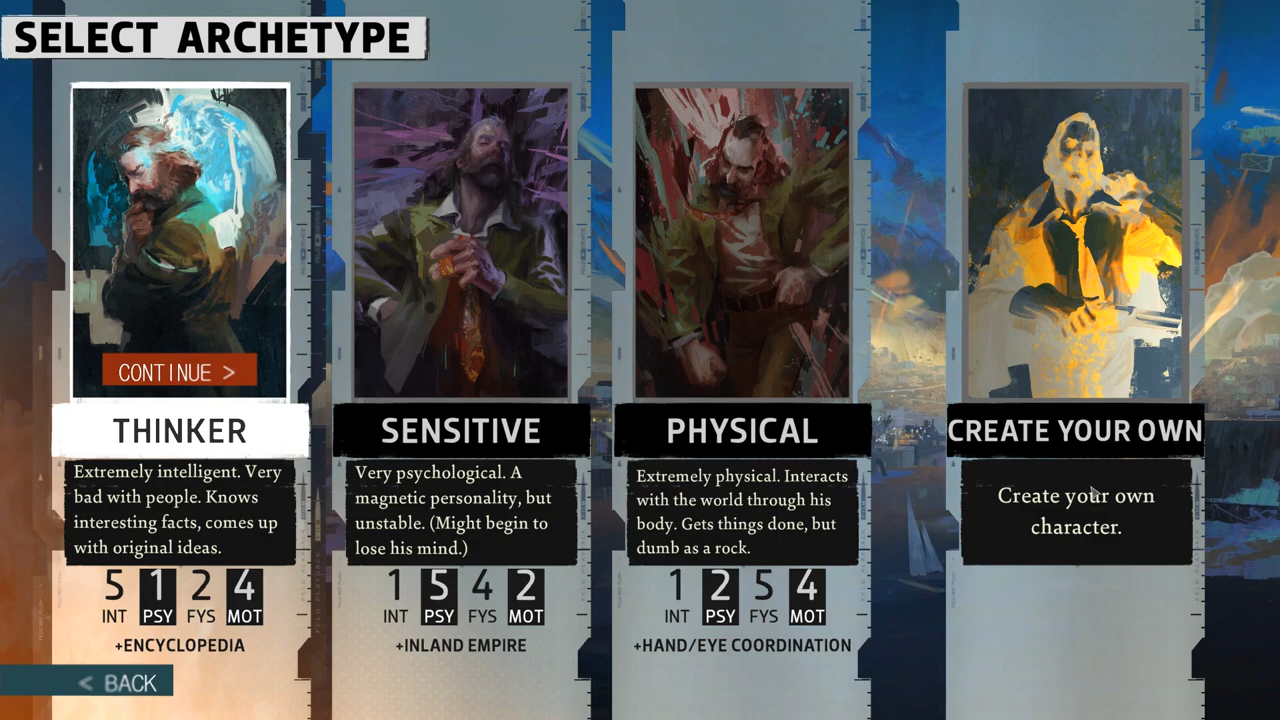 SELECT ARCHETYPE
CONTINUE >
THINKER
Extremely intelligent. Very
bad with people. Knows
interesting facts, comes up
with original ideas.
5 1 2 4
INT PSY FYS MOT
+ENCYCLOPEDIA
SENSITIVE
Very psychological. A
magnetic personality, but
unstable. (Might begin to
lose his mind.)
1 5 4 2
INT PSY FYS MOT
+INLAND EMPIRE
PHYSICAL
Extremely physical. Interacts
with the world through his
body. Gets things done, but
dumb as a rock.
1 2 5 4
INT PSY FYS MOT
+HAND/EYE COORDINATION
CREATE YOUR OWN
Create your own
character.
< BACK